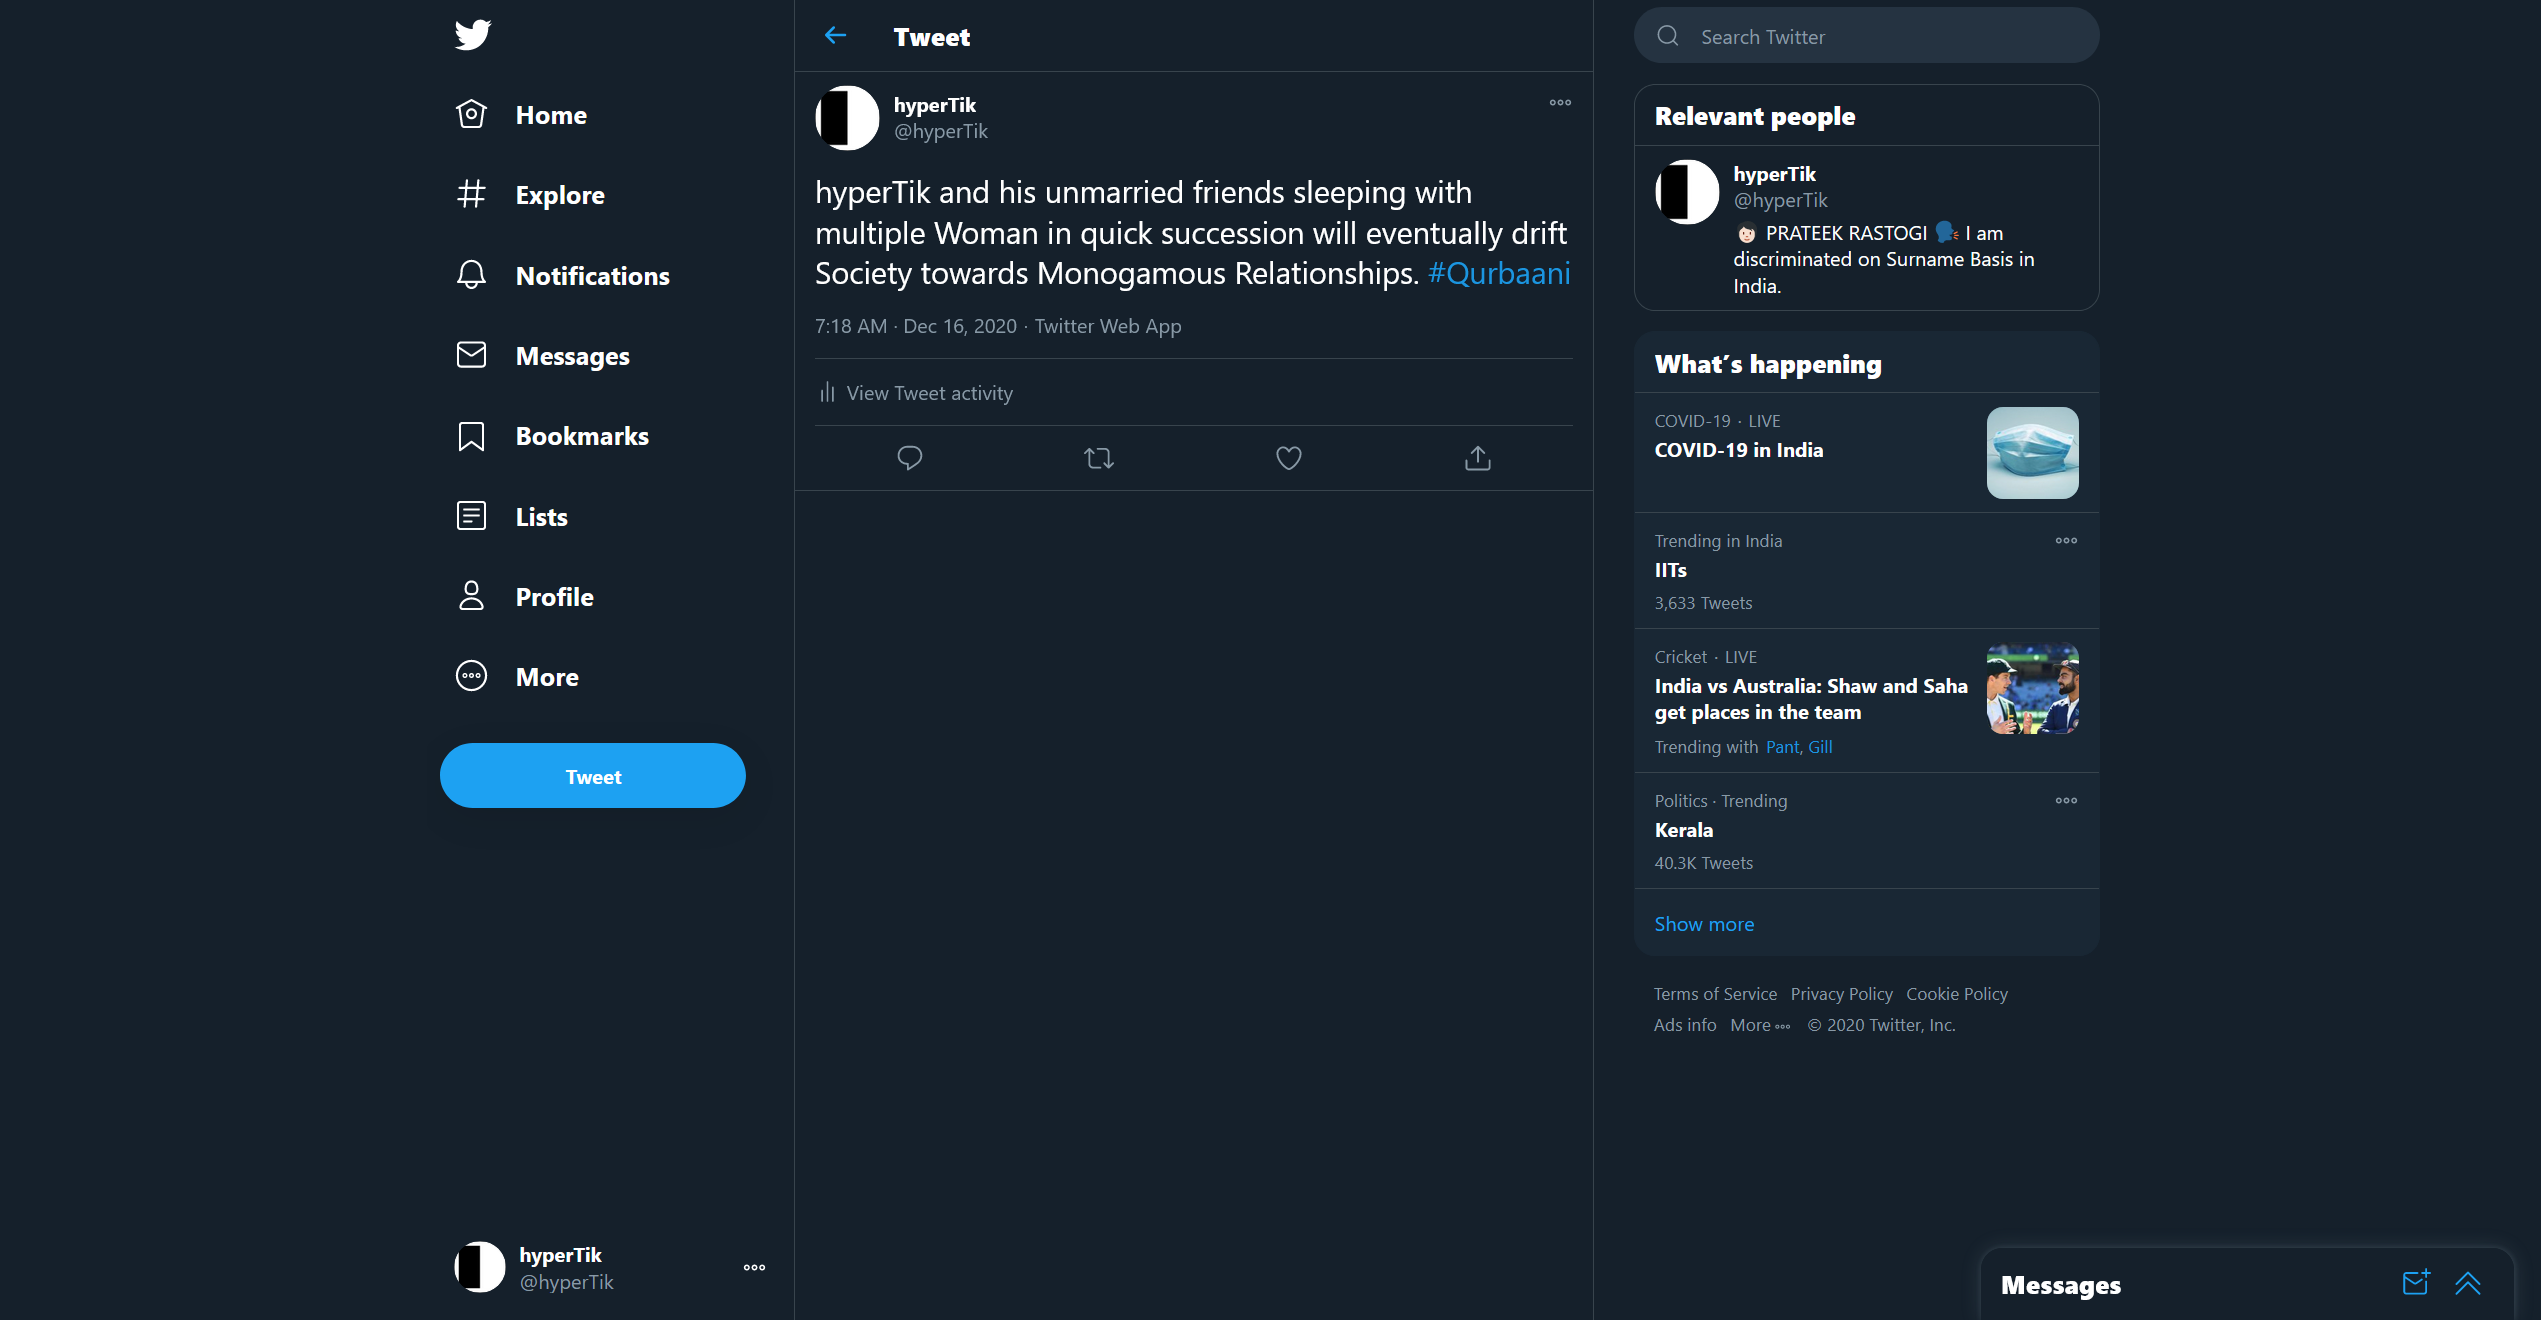 Home
Explore
Notifications
Messages
Bookmarks
Lists
Profile
More
Tweet
hyperTik
@hyperTik
Tweet
hyperTik
@hyperTik
hyperTik and his unmarried friends sleeping with
multiple Woman in quick succession will eventually drift
Society towards Monogamous Relationships. #Qurbaani
7:18 AM · Dec 16, 2020 · Twitter Web App
View Tweet activity
Search Twitter
Relevant people
hyperTik
@hyperTik
PRATEEK RASTOGI I am
discriminated on Surname Basis in
India.
What's happening
COVID-19 · LIVE
COVID-19 in India
Trending in India
IITs
3,633 Tweets
Cricket · LIVE
India vs Australia: Shaw and Saha
get places in the team
Trending with Pant, Gill
Politics · Trending
Kerala
40.3K Tweets
Show more
Terms of Service Privacy Policy Cookie Policy
Ads info More © 2020 Twitter, Inc.
Messages